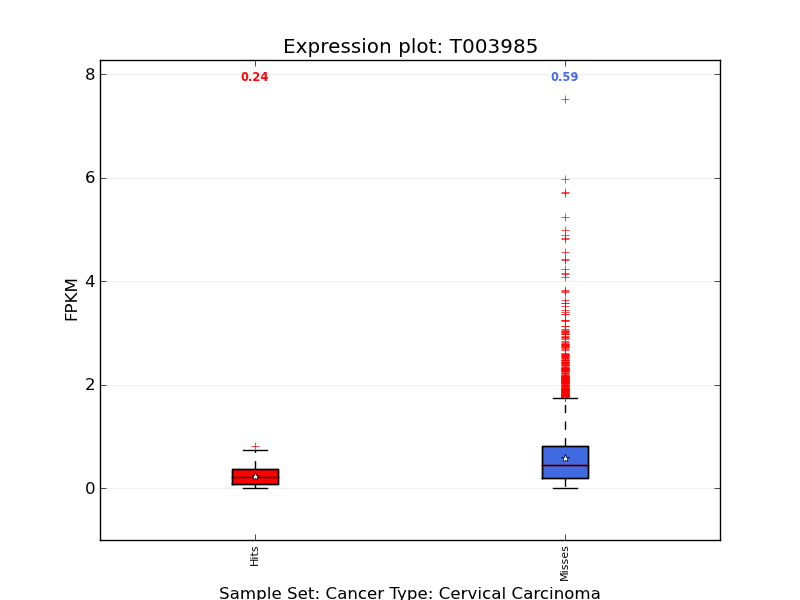 Expression plot: T003985
0.24
0.59
8
6
4
2
0
FPKM
Hits
Misses
Sample Set: Cancer Type: Cervical Carcinoma